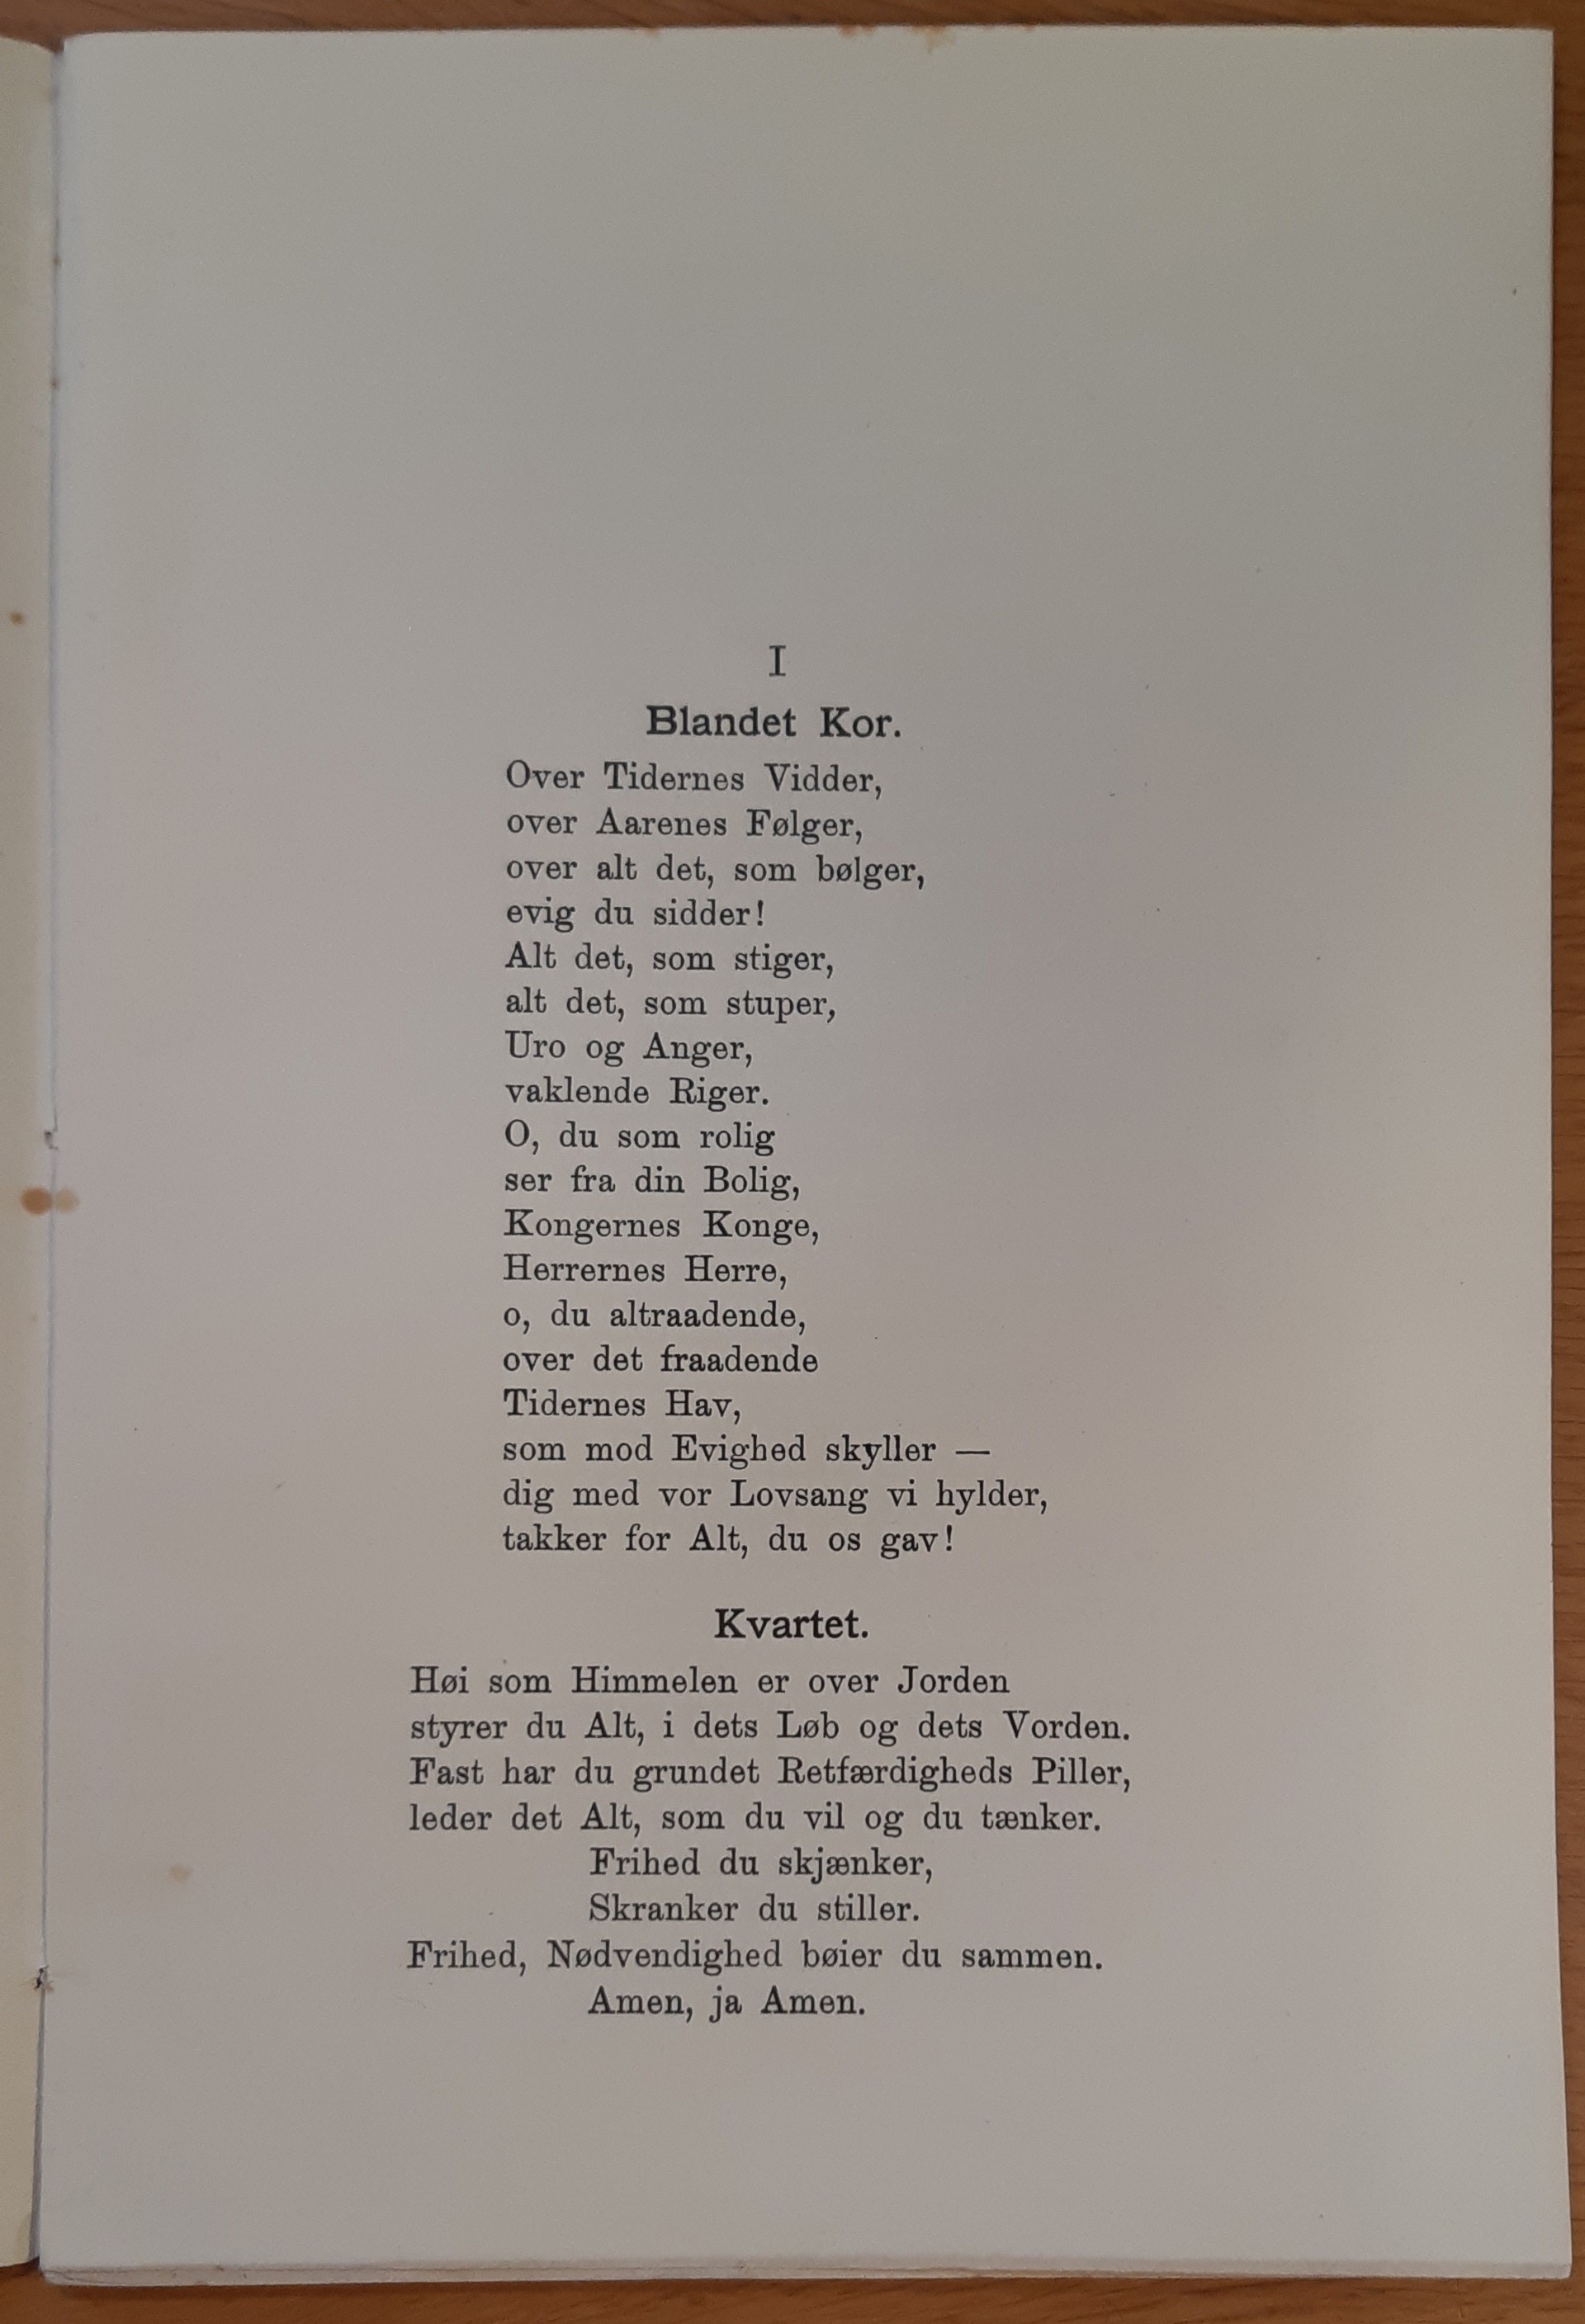 I
Blandet Kor.
Over Tidernes Vidder,
over Aarenes Følger,
over alt det, som bølger,
evig du sidder!
Alt det, som stiger,
alt det, som stuper,
Uro og Anger,
vaklende Riger.
O, du som rolig
ser fra din Bolig,
Kongernes Konge,
Herrernes Herre,
o, du altraadende,
over det fraadende
Tidernes Hav,
som mod Evighed skyller —
dig med vor Lovsang vi hylder,
takker for Alt, du os gav!
Kvartet.
Høi som Himmelen er over Jorden
styrer du Alt, i dets Løb og dets Vorden.
Fast har du grundet Retfærdigheds Piller,
leder det Alt, som du vil og du tænker.
Frihed du skjænker,
Skranker du stiller.
Frihed, Nødvendighed bøier du sammen.
Amen, ja Amen.